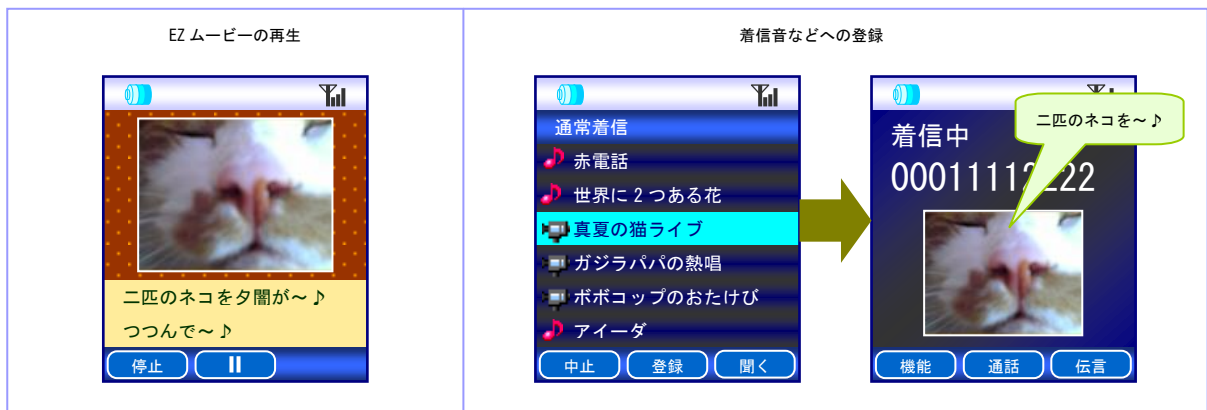 EZ ムービーの再生
二匹のネコを夕闇が～♪
つつんで～♪
停止
着信音などへの登録
通常着信
赤電話
世界に２つある花
真夏の猫ライブ
ガジラパパの熱唱
ボボコップのおたけび
アイーダ
中止 登録 聞く
二匹のネコを～♪
着信中
00011112222
機能 通話 伝言